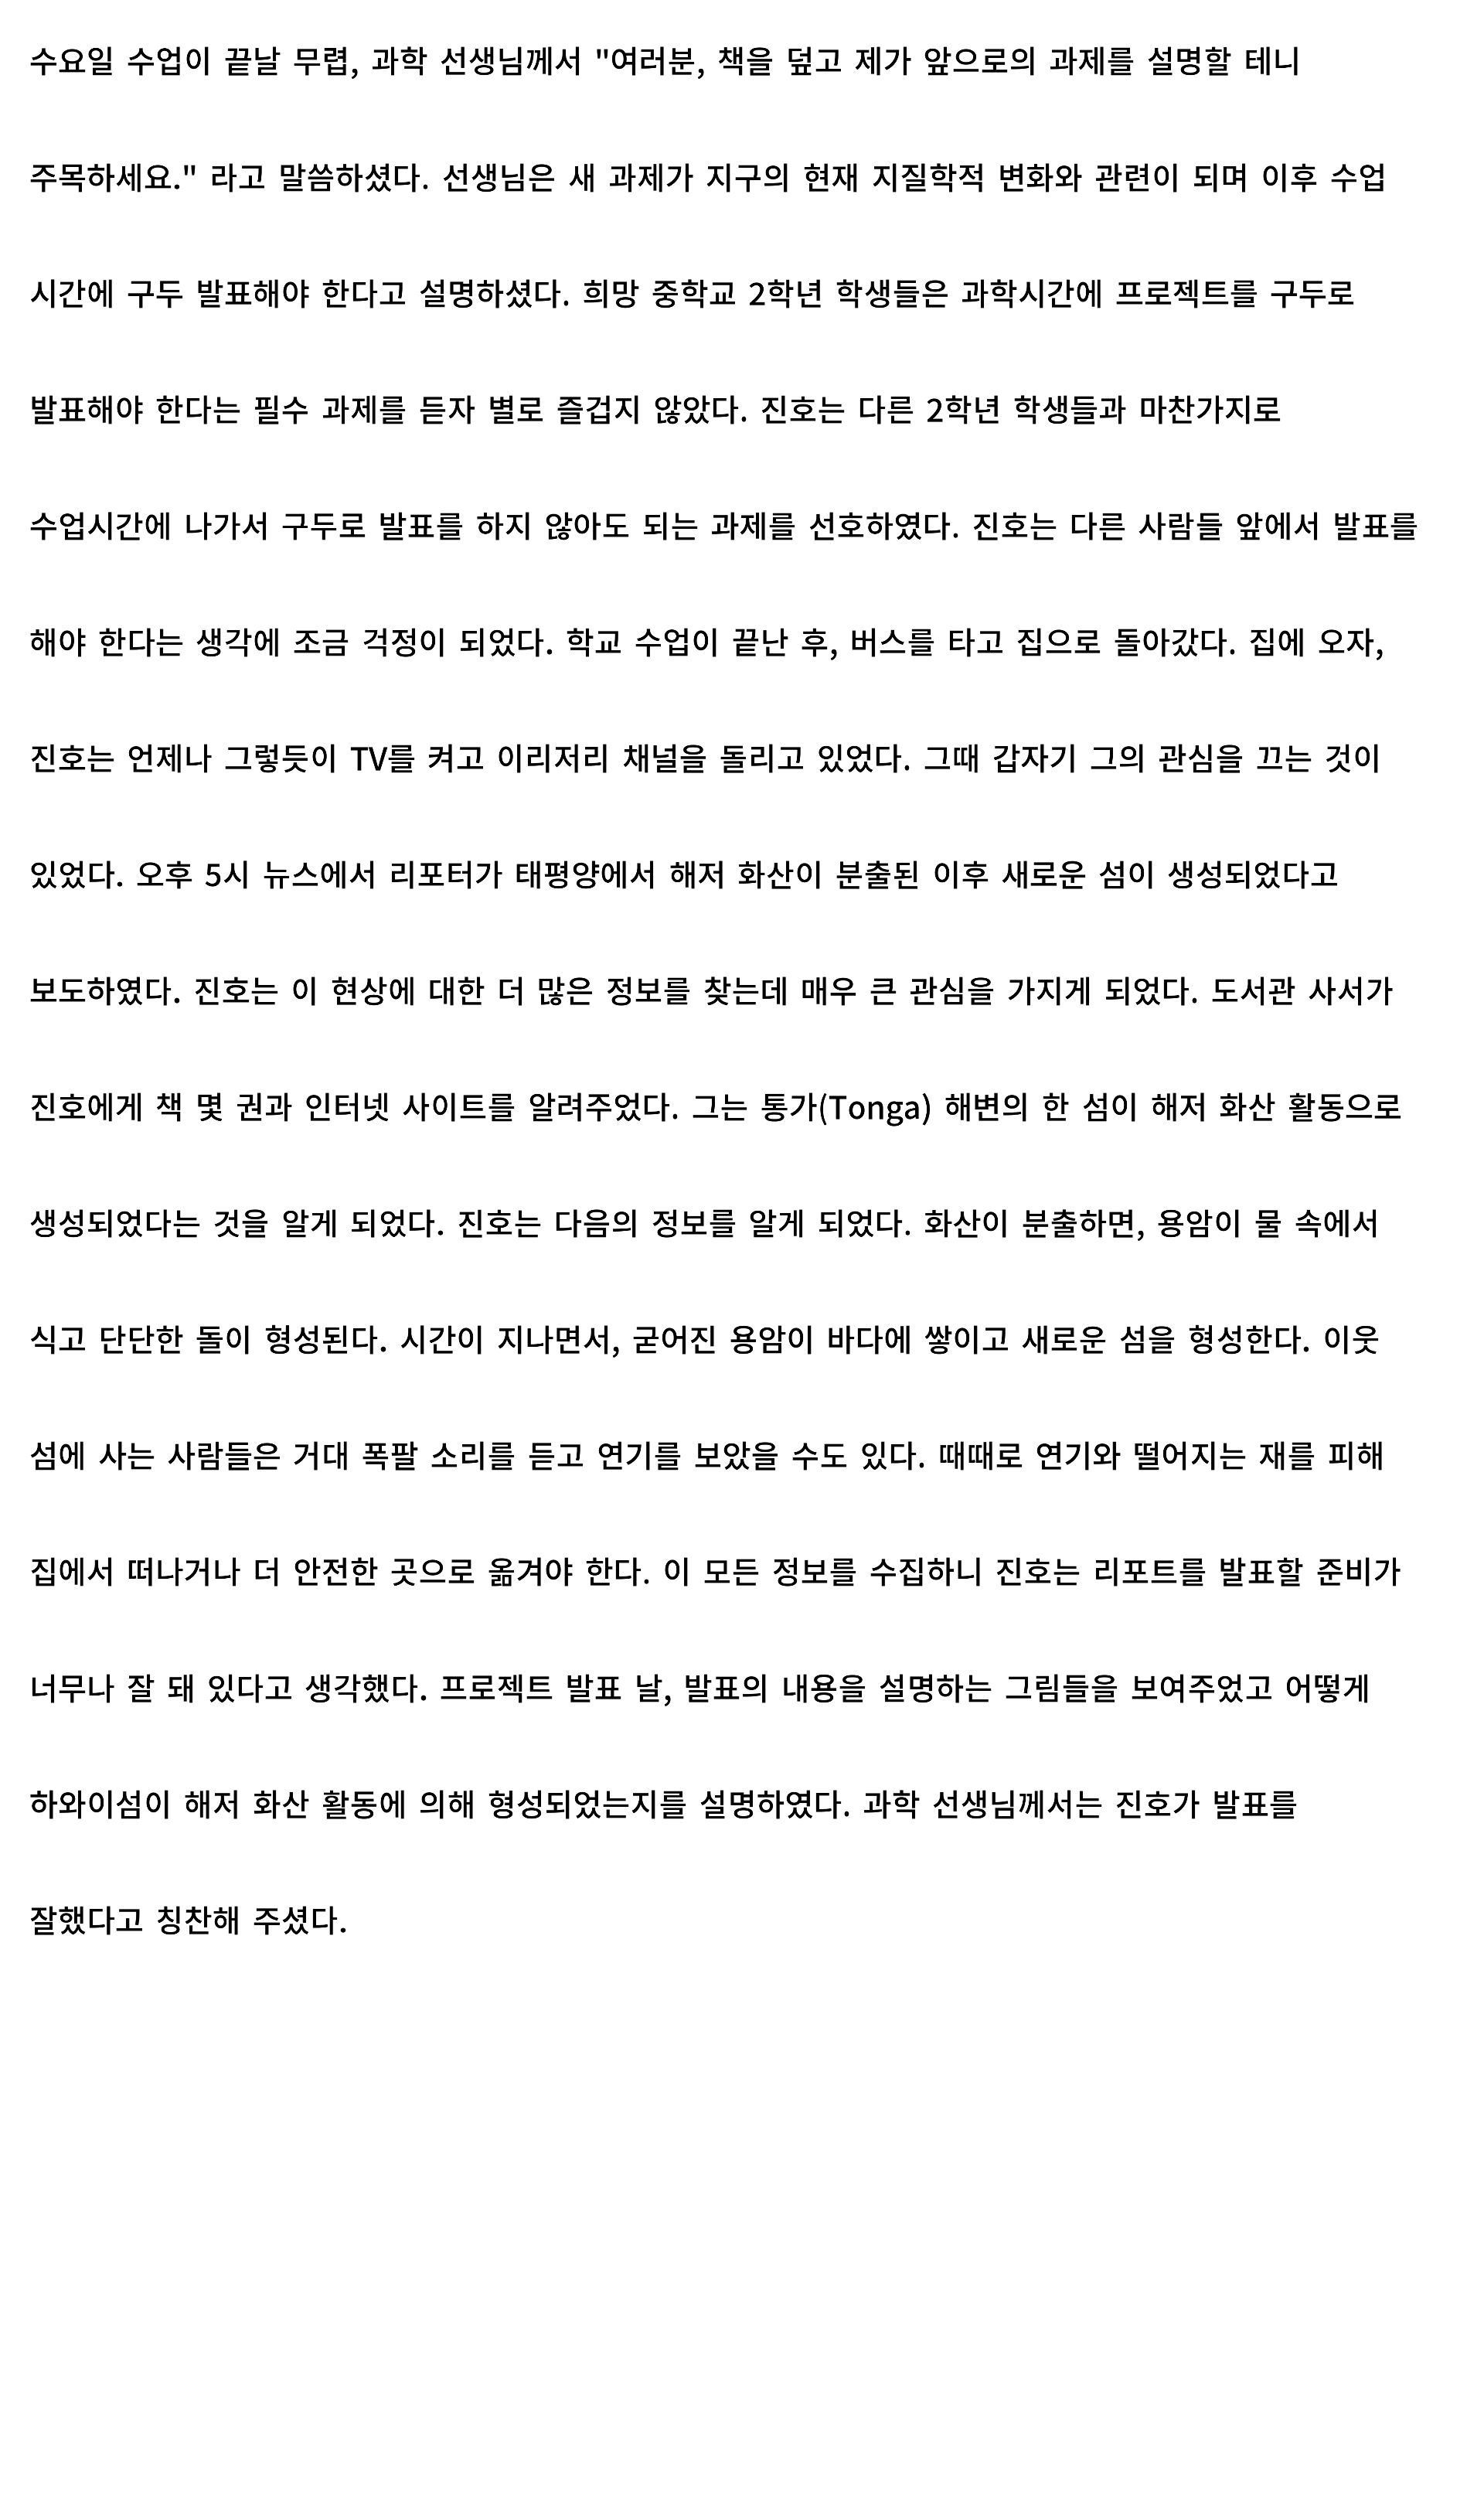 수요일 수업이 끝날 무렵, 과학 선생님께서 "여러분, 책을 덮고 제가 앞으로의 과제를 설명할 테니
주목하세요." 라고 말씀하셨다. 선생님은 새 과제가 지구의 현재 지질학적 변화와 관련이 되며 이후 수업
시간에 구두 발표해야 한다고 설명하셨다. 희망 중학교 2학년 학생들은 과학시간에 프로젝트를 구두로
발표해야 한다는 필수 과제를 듣자 별로 즐겁지 않았다. 진호는 다른 2학년 학생들과 마찬가지로
수업시간에 나가서 구두로 발표를 하지 않아도 되는 과제를 선호하였다. 진호는 다른 사람들 앞에서 발표를
해야 한다는 생각에 조금 걱정이 되었다. 학교 수업이 끝난 후, 버스를 타고 집으로 돌아갔다. 집에 오자,
진호는 언제나 그렇듯이 TV를 켜고 이리저리 채널을 돌리고 있었다. 그때 갑자기 그의 관심을 끄는 것이
있었다. 오후 5시 뉴스에서 리포터가 태평양에서 해저 화산이 분출된 이후 새로운 섬이 생성되었다고
보도하였다. 진호는 이 현상에 대한 더 많은 정보를 찾는데 매우 큰 관심을 가지게 되었다. 도서관 사서가
진호에게 책 몇 권과 인터넷 사이트를 알려주었다. 그는 통가(Tonga) 해변의 한 섬이 해저 화산 활동으로
생성되었다는 것을 알게 되었다. 진호는 다음의 정보를 알게 되었다. 화산이 분출하면, 용암이 물 속에서
식고 단단한 돌이 형성된다. 시간이 지나면서, 굳어진 용암이 바다에 쌓이고 새로운 섬을 형성한다. 이웃
섬에 사는 사람들은 거대 폭팔 소리를 듣고 연기를 보았을 수도 있다. 때때로 연기와 떨어지는 재를 피해
집에서 떠나거나 더 안전한 곳으로 옮겨야 한다. 이 모든 정보를 수집하니 진호는 리포트를 발표할 준비가
너무나 잘 돼 있다고 생각했다. 프로젝트 발표 날, 발표의 내용을 설명하는 그림들을 보여주었고 어떻게
하와이섬이 해저 화산 활동에 의해 형성되었는지를 설명하였다. 과학 선생님께서는 진호가 발표를
잘했다고 칭찬해 주셨다.